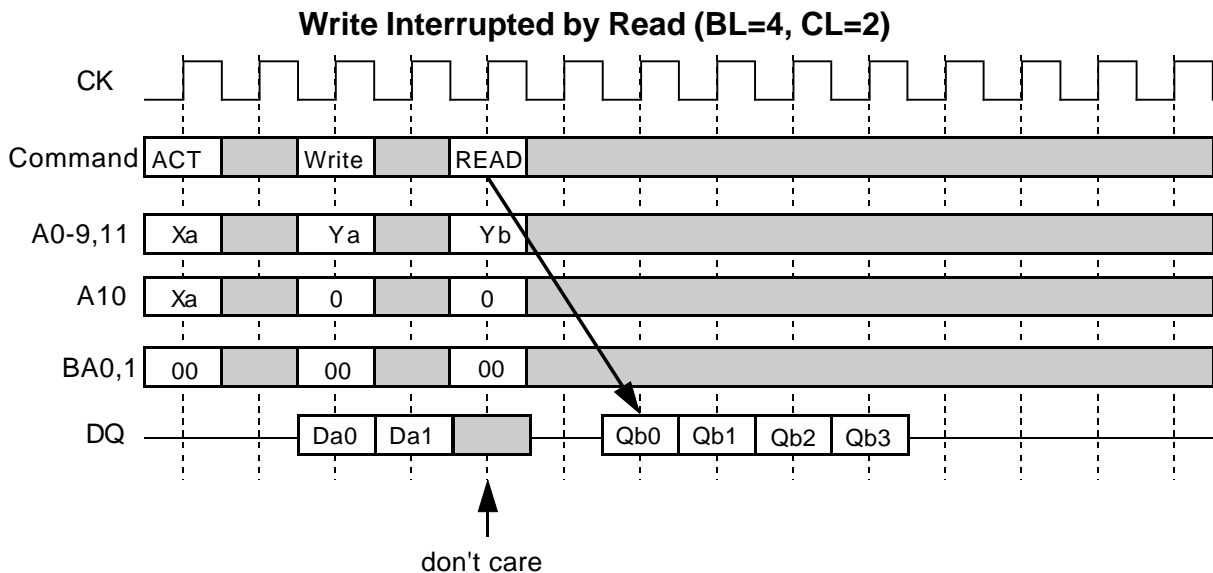 Write Interrupted by Read (BL=4, CL=2)
CK
Command ACT Write READ
A0-9,11 Xa Ya Yb
A10 Xa 0 0
BA0,1 00 00 00
DQ Da0 Da1 Qb0 Qb1 Qb2 Qb3
don't care